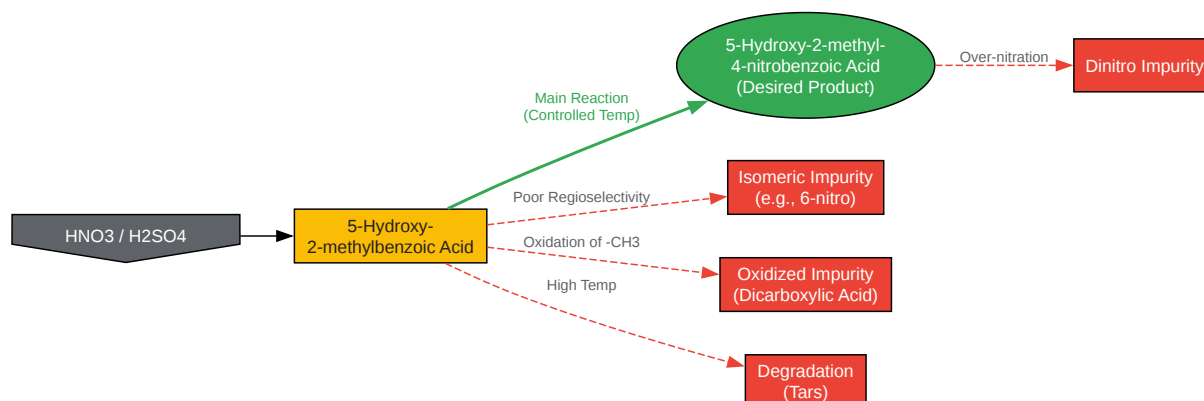 5-Hydroxy-2-methyl-
4-nitrobenzoic Acid
(Desired Product)
Over-nitration
Dinitro Impurity
Main Reaction
(Controlled Temp)
Isomeric Impurity
(e.g., 6-nitro)
Poor Regioselectivity
HNO3 / H2SO4
5-Hydroxy-
2-methylbenzoic Acid
Oxidation of -CH3
Oxidized Impurity
(Dicarboxylic Acid)
High Temp
Degradation
(Tars)